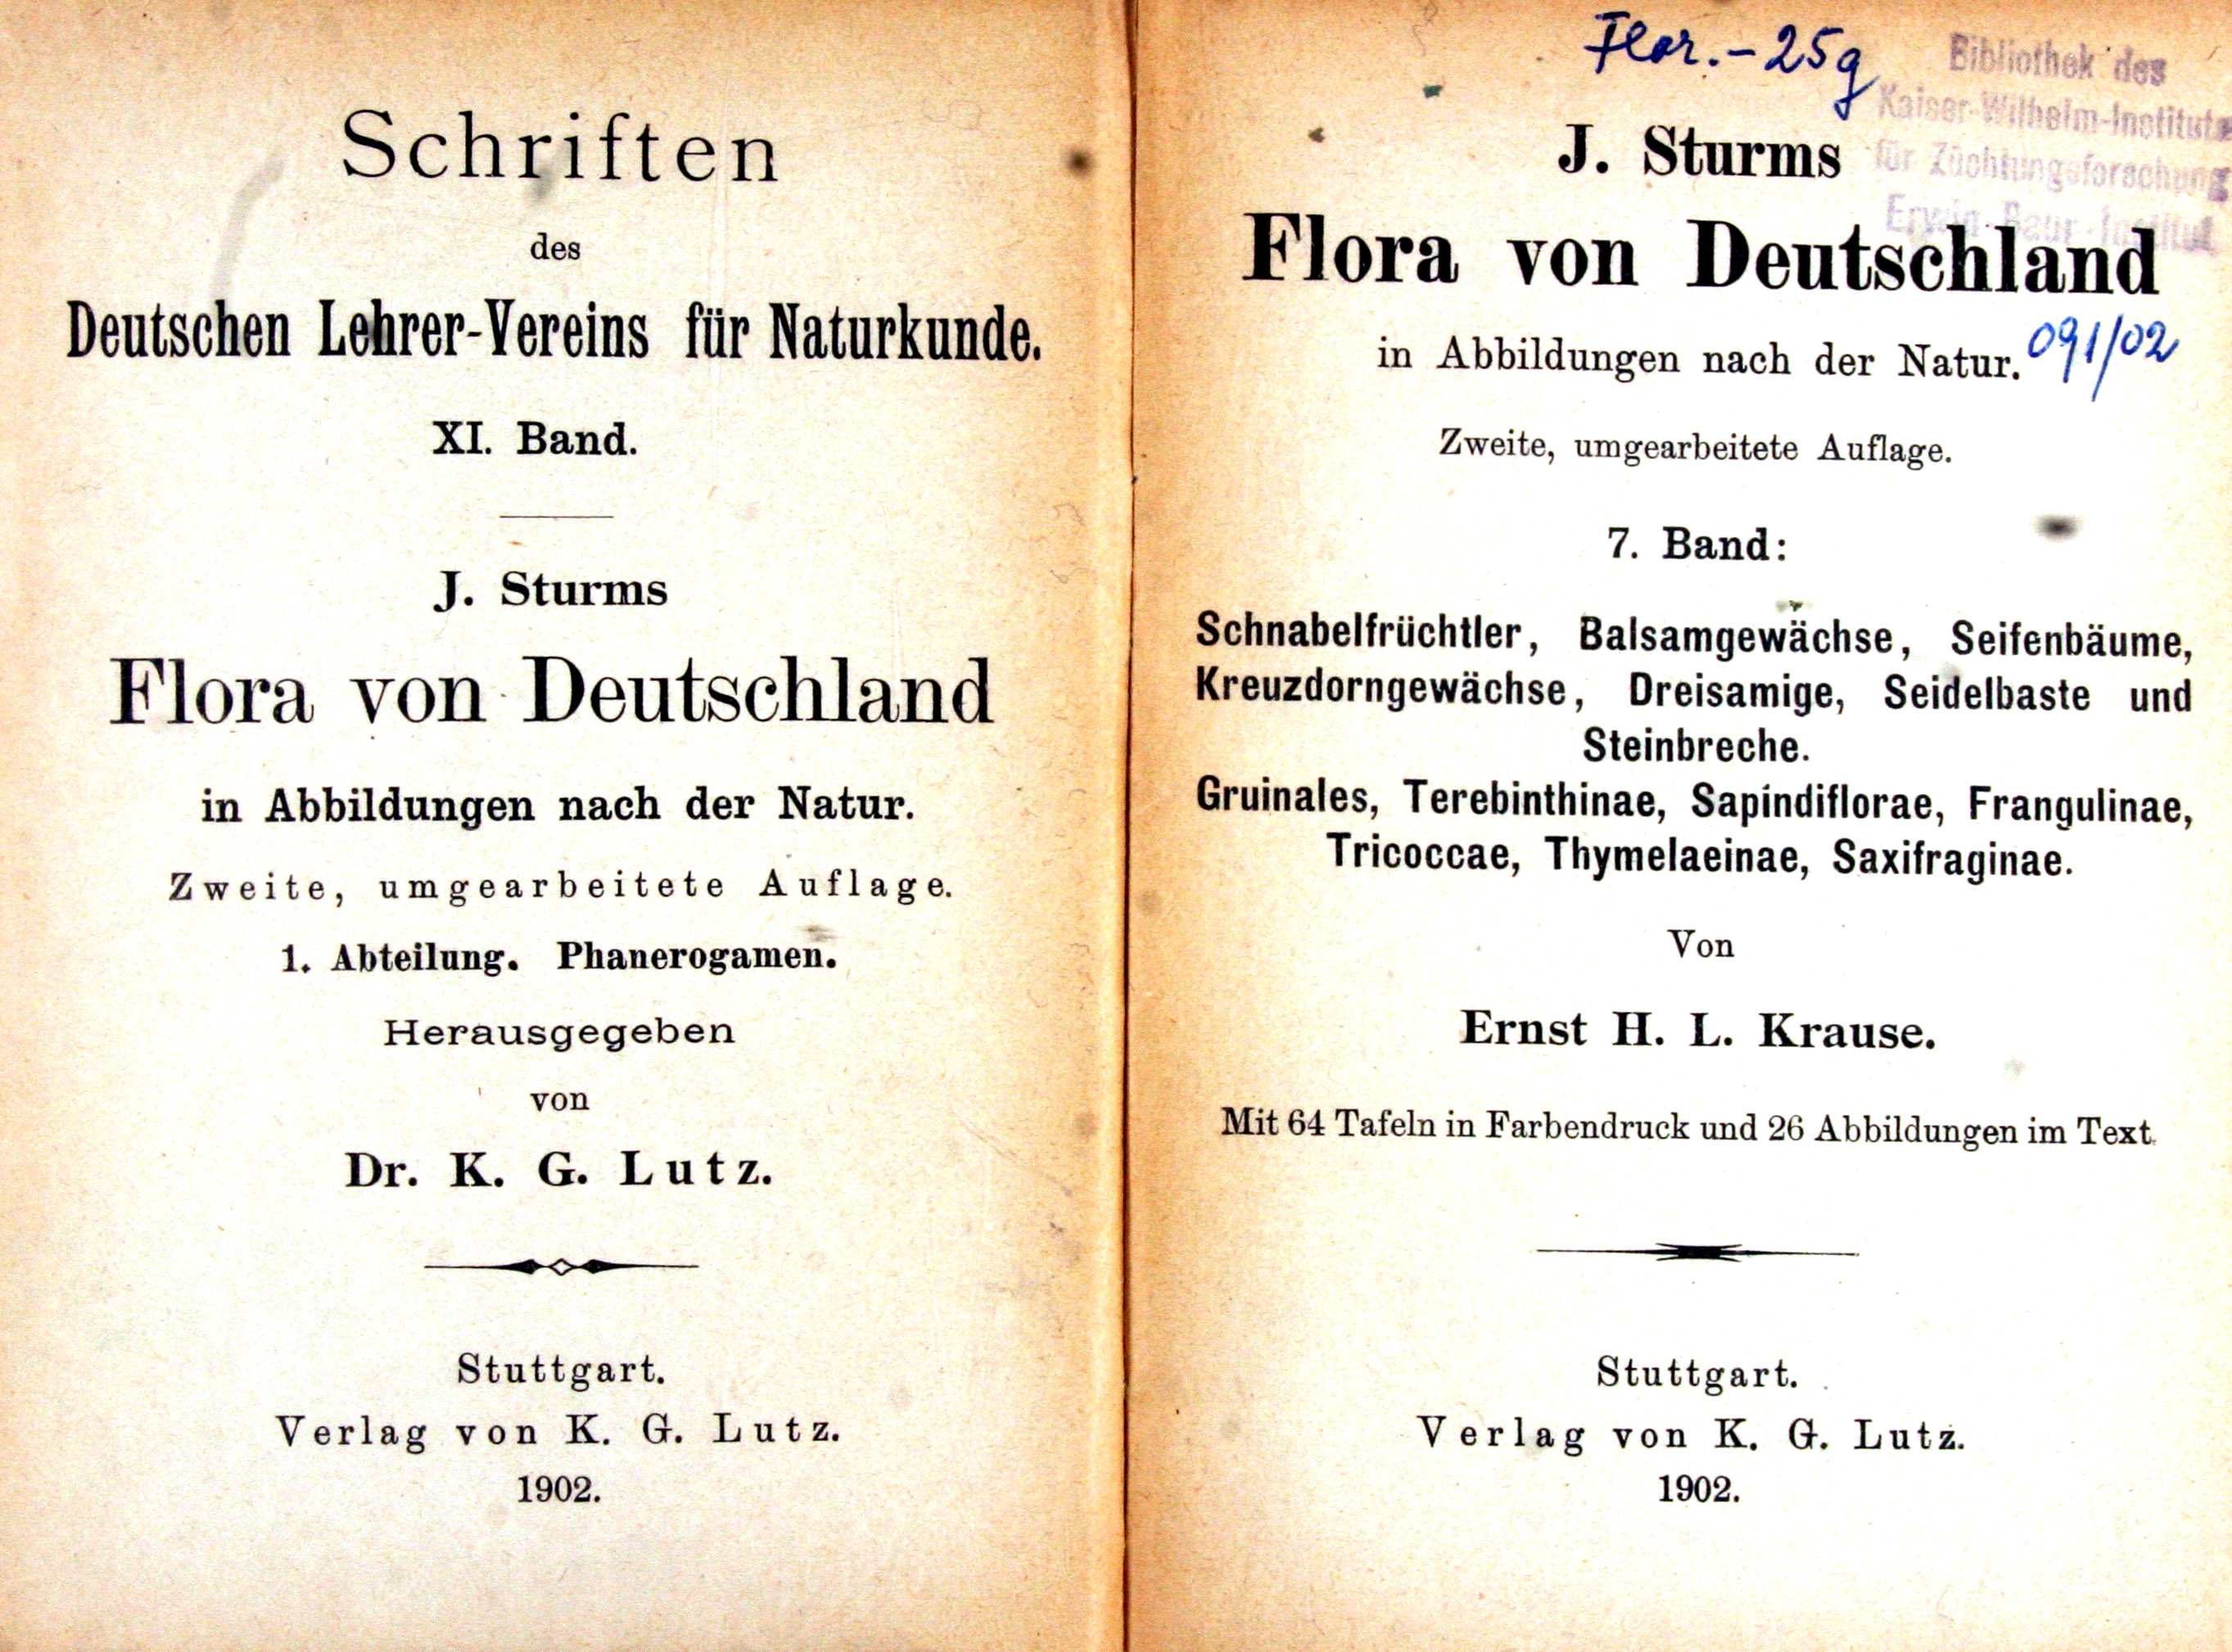 Schriften
des
Deutschen Lehrer-Vereins für Naturkunde.
XI. Band.
J. Sturms
Flora von Deutschland
in Abbildungen nach der Natur.
Zweite, umgearbeitete Auflage.
1. Abteilung. Phanerogamen.
Herausgegeben
von
Dr. K. G. Lutz.
Stuttgart.
Verlag von K. G. Lutz.
1902.
Flor.-25g
Bibliothek des
Kaiser-Wilhelm-Instituts
für Züchtungsforschung
Erwin-Baur-Institut
J. Sturms
Flora von Deutschland
in Abbildungen nach der Natur.
091/02
Zweite, umgearbeitete Auflage.
7. Band:
Schnabelfrüchtler, Balsamgewächse, Seifenbäume,
Kreuzdorngewächse, Dreisamige, Seidelbaste und
Steinbreche.
Gruinales, Terebinthinae, Sapindiflorae, Frangulinae,
Tricoccae, Thymelaeinae, Saxifraginae.
Von
Ernst H. L. Krause.
Mit 64 Tafeln in Farbendruck und 26 Abbildungen im Text.
Stuttgart.
Verlag von K. G. Lutz.
1902.